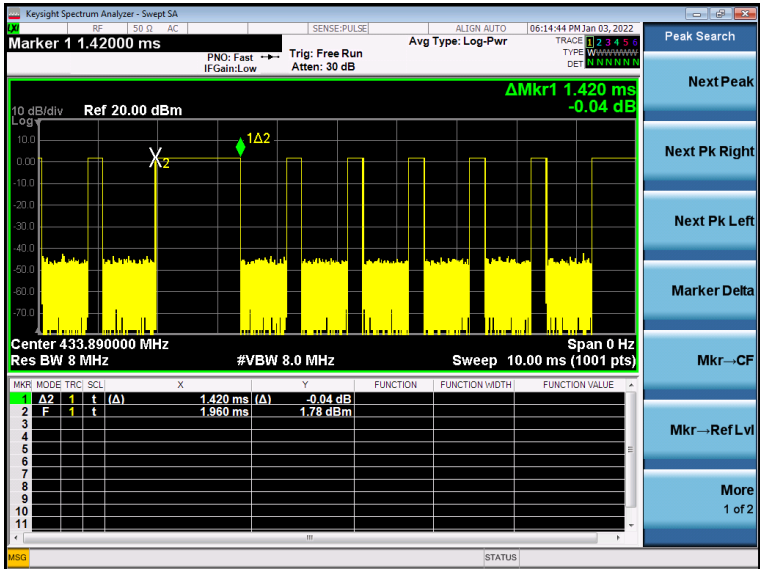 Keysight Spectrum Analyzer - Swept SA
LXI RF 50 Ω AC SENSE:PULSE ALIGN AUTO 06:14:44 PM Jan 03, 2022
Marker 1 1.42000 ms
PNO: Fast
IFGain:Low
Trig: Free Run
Atten: 30 dB
Avg Type: Log-Pwr
TRACE 1 2 3 4 5 6
TYPE W
DET N N N N N N
ΔMkr1 1.420 ms
-0.04 dB
10 dB/div Ref 20.00 dBm
Log
10.0
0.00
-10.0
-20.0
-30.0
-40.0
-50.0
-60.0
-70.0
X2
1Δ2
Center 433.890000 MHz Span 0 Hz
Res BW 8 MHz #VBW 8.0 MHz Sweep 10.00 ms (1001 pts)
MKR MODE TRC SCL X Y FUNCTION FUNCTION WIDTH FUNCTION VALUE
1 Δ2 1 t (Δ) 1.420 ms (Δ) -0.04 dB
2 F 1 t 1.960 ms 1.78 dBm
3
4
5
6
7
8
9
10
11
MSG STATUS
Peak Search
Next Peak
Next Pk Right
Next Pk Left
Marker Delta
Mkr→CF
Mkr→Ref Lvl
More
1 of 2